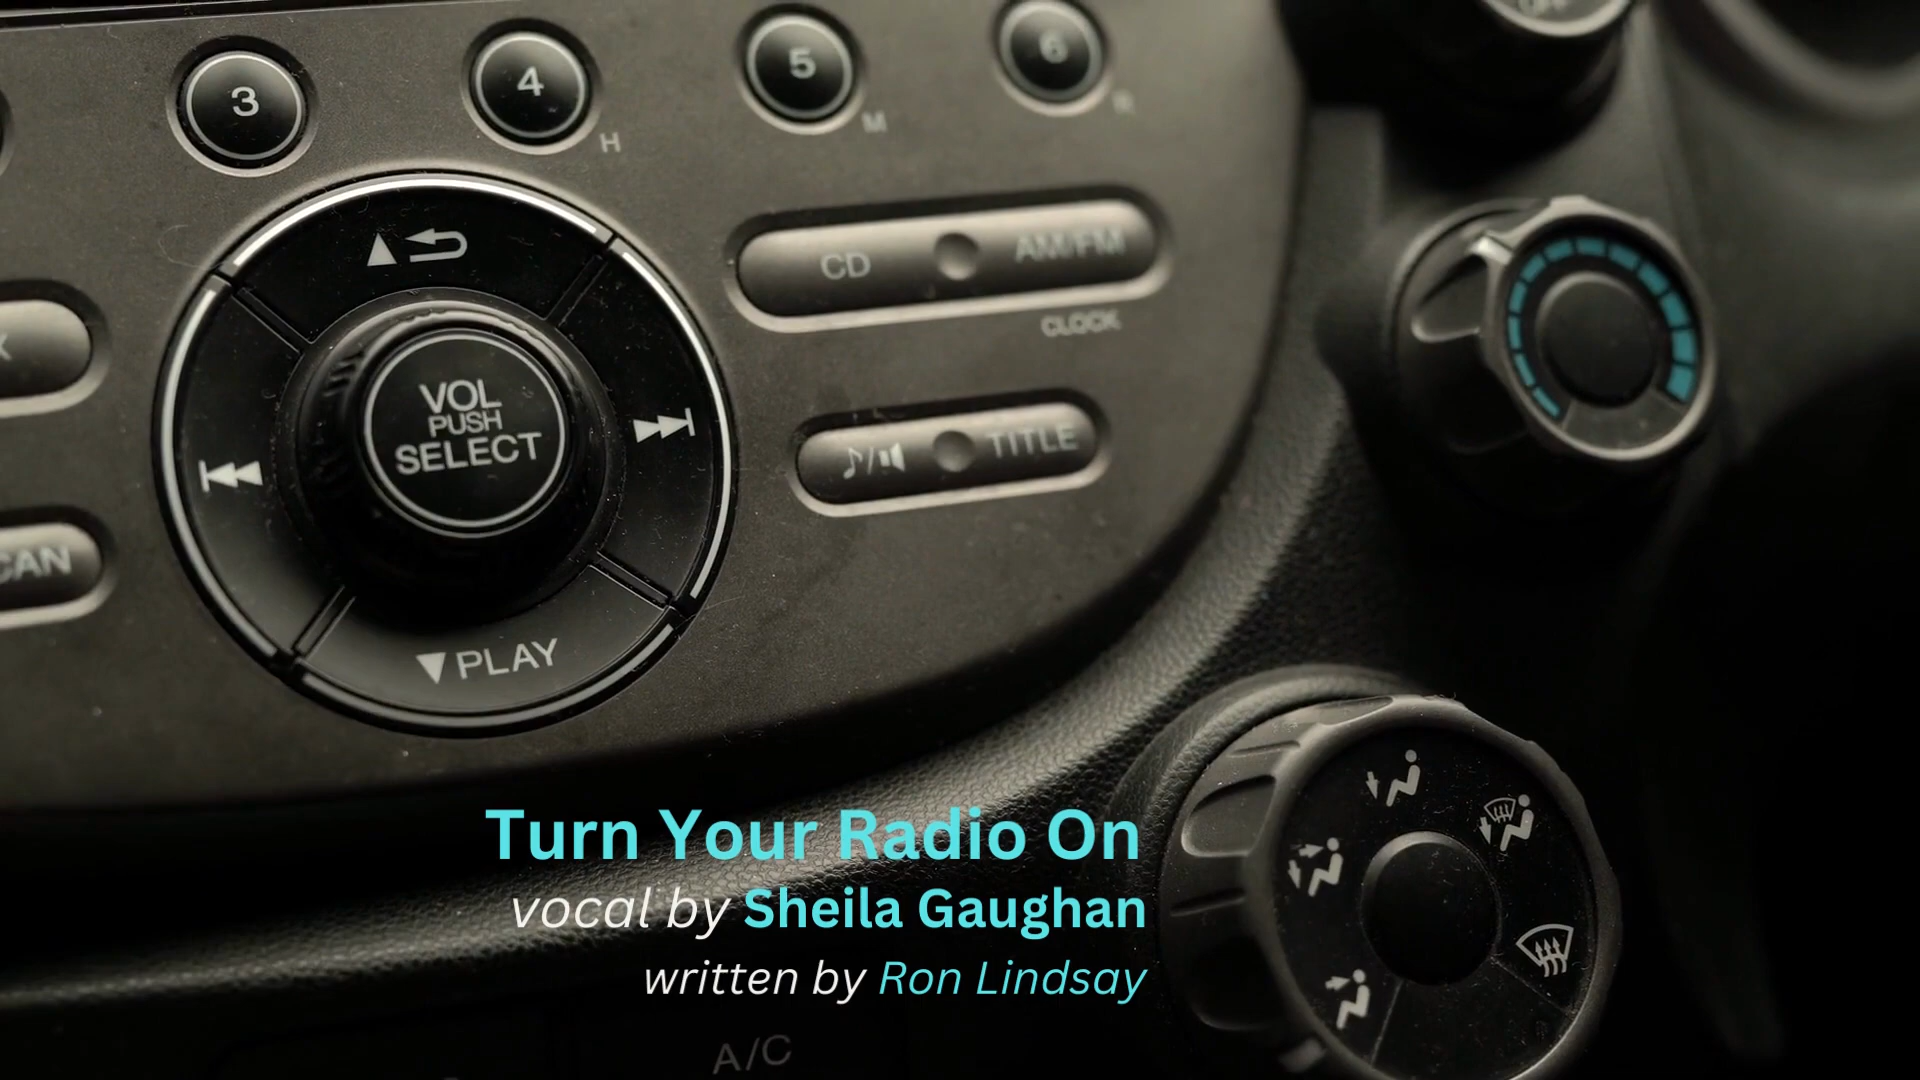 3
4
5
6
H
M
R
CD
AM/FM
CLOCK
VOL
PUSH
SELECT
TITLE
PLAY
Turn Your Radio On
vocal by Sheila Gaughan
written by Ron Lindsay
A/C